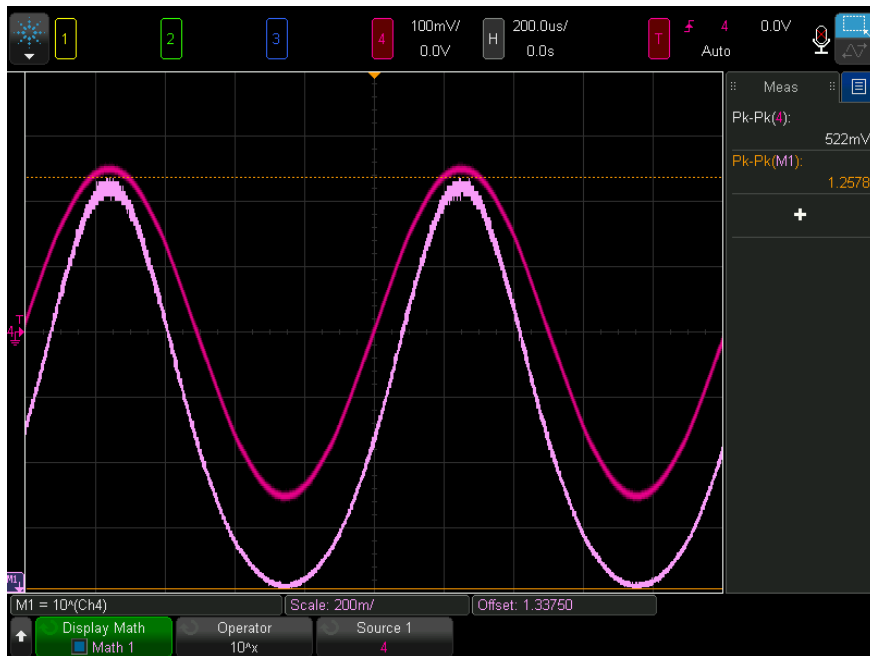 1 2 3 4 100mV/ H 200.0us/ T 4 0.0V
0.0V 0.0s Auto
Meas
Pk-Pk(4):
522mV
Pk-Pk(M1):
1.2578
+
T
4
M1
M1 = 10^(Ch4) Scale: 200m/ Offset: 1.33750
Display Math Operator Source 1
Math 1 10^x 4